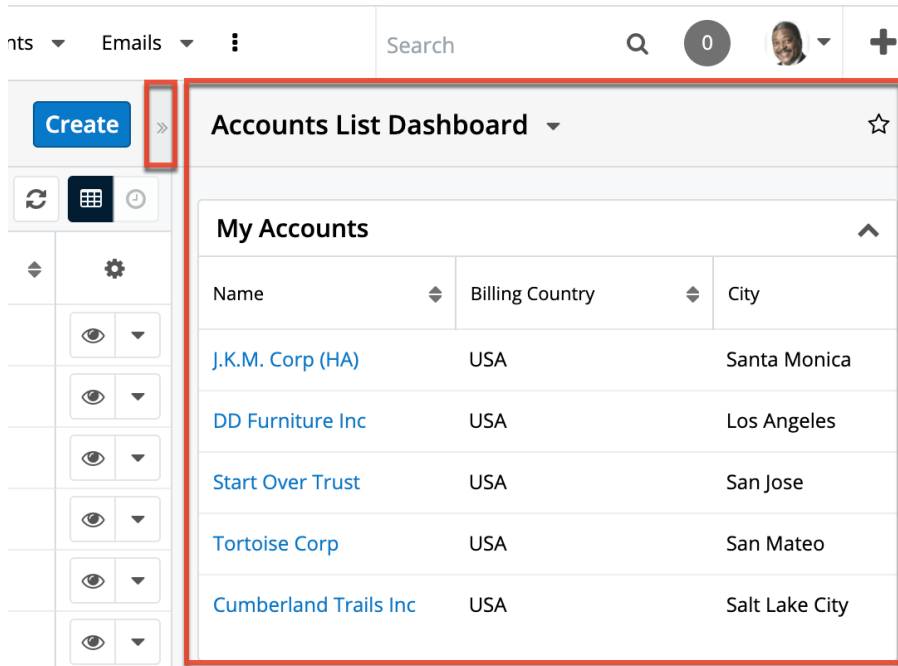 nts Emails Search 0
Create » Accounts List Dashboard
My Accounts
Name Billing Country City
J.K.M. Corp (HA) USA Santa Monica
DD Furniture Inc USA Los Angeles
Start Over Trust USA San Jose
Tortoise Corp USA San Mateo
Cumberland Trails Inc USA Salt Lake City